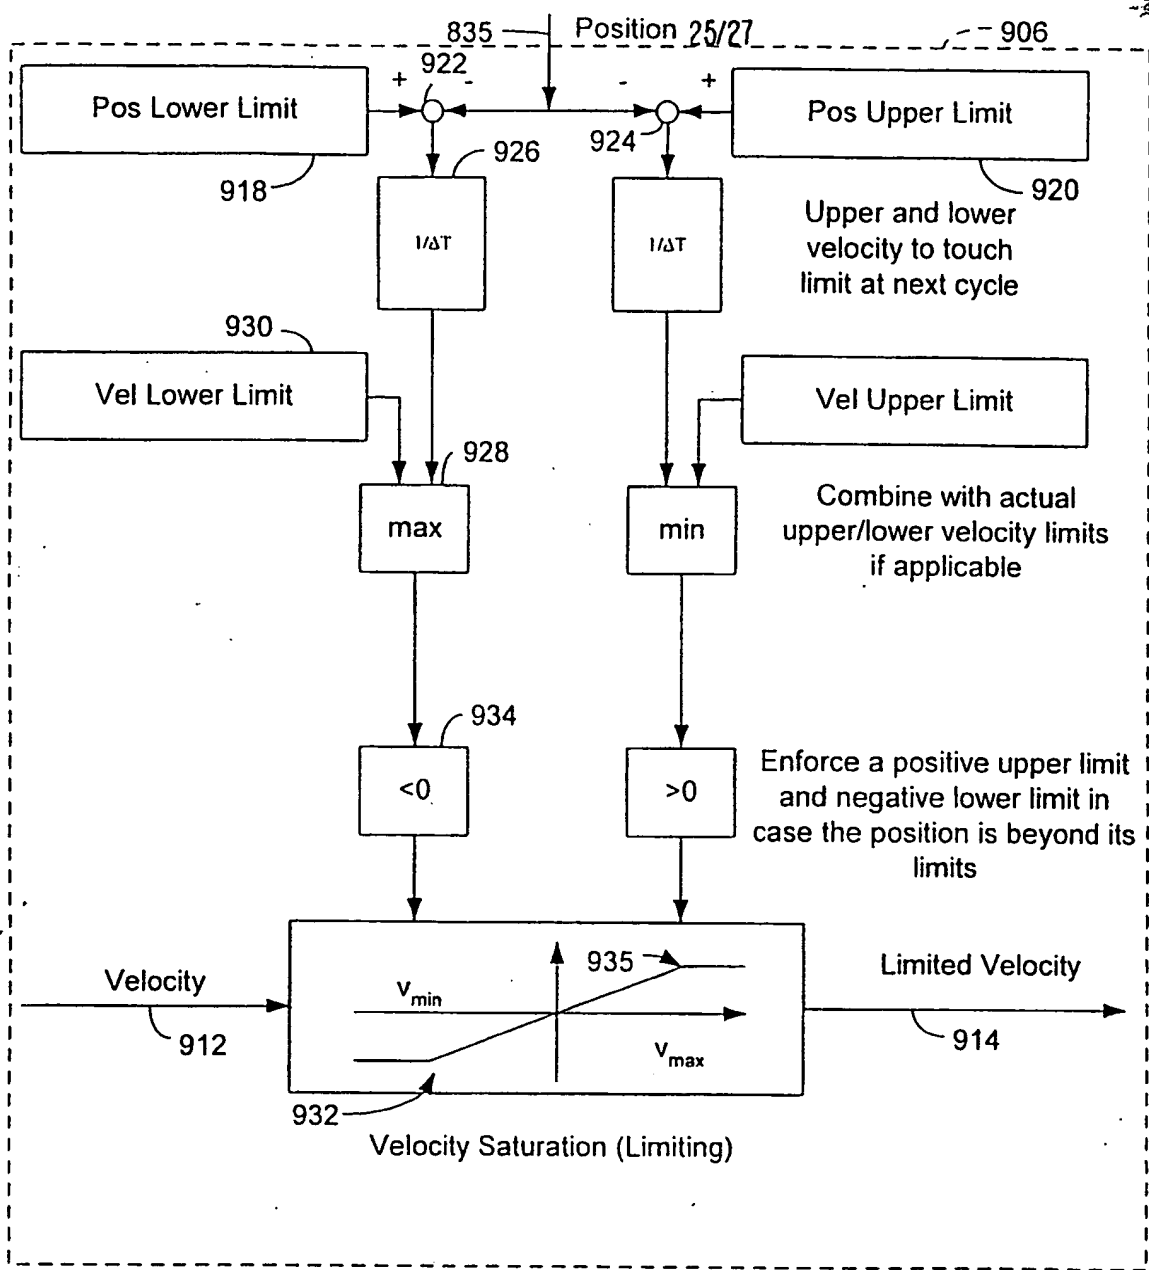 835
Position 25/27
906
+
922
-
-
+
Pos Lower Limit
Pos Upper Limit
924
926
918
920
1/ΔT
1/ΔT
Upper and lower
velocity to touch
limit at next cycle
930
Vel Lower Limit
Vel Upper Limit
928
max
min
Combine with actual
upper/lower velocity limits
if applicable
934
<0
>0
Enforce a positive upper limit
and negative lower limit in
case the position is beyond its
limits
935
Velocity
Vmin
Limited Velocity
912
914
Vmax
932
Velocity Saturation (Limiting)